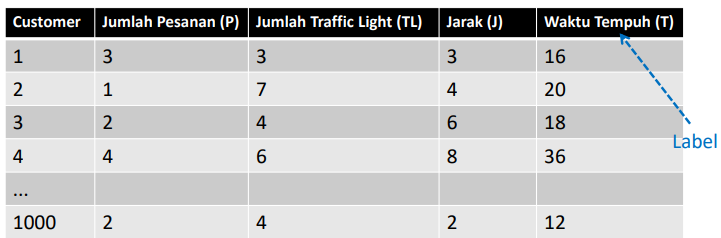 Customer Jumlah Pesanan (P) Jumlah Traffic Light (TL) Jarak (J) Waktu Tempuh (T)
1 3 3 3 16
2 1 7 4 20
3 2 4 6 18
4 4 6 8 36
...
1000 2 4 2 12
Label